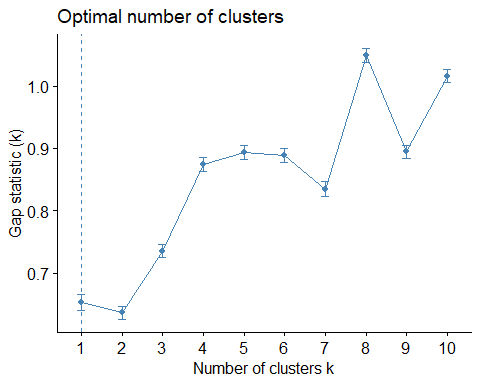 Optimal number of clusters
Gap statistic (k)
1.0
0.9
0.8
0.7
1 2 3 4 5 6 7 8 9 10
Number of clusters k